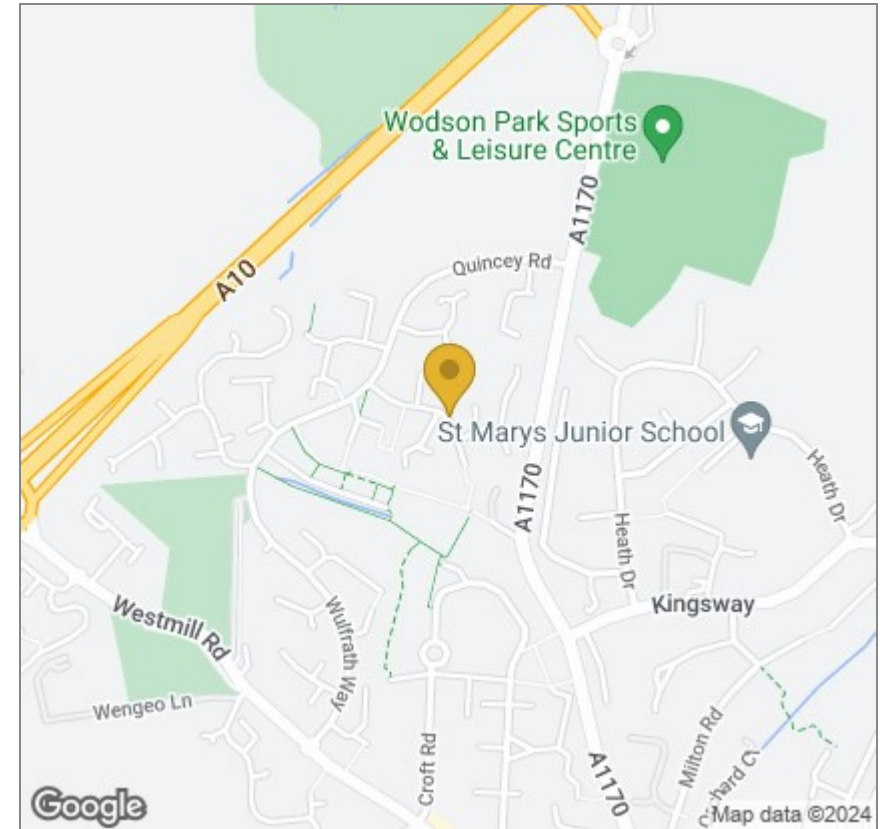 Wodson Park Sports
& Leisure Centre
A1170
A10
Quincey Rd
St Marys Junior School
A1170
Heath Dr
Heath Dr
Kingsway
Westmill Rd
Wulfrath Way
Wengeo Ln
Croft Rd
Milton Rd
A1170
Google
Map data ©2024